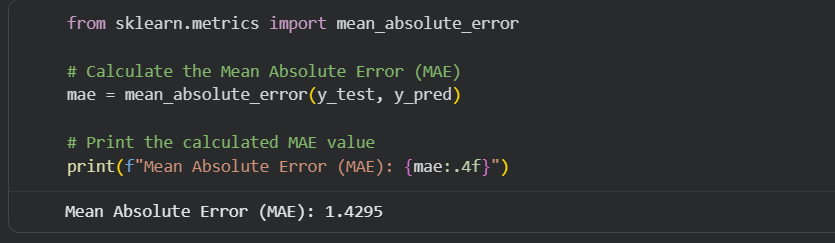 from sklearn.metrics import mean_absolute_error
# Calculate the Mean Absolute Error (MAE)
mae = mean_absolute_error(y_test, y_pred)
# Print the calculated MAE value
print(f"Mean Absolute Error (MAE): {mae:.4f}")
Mean Absolute Error (MAE): 1.4295